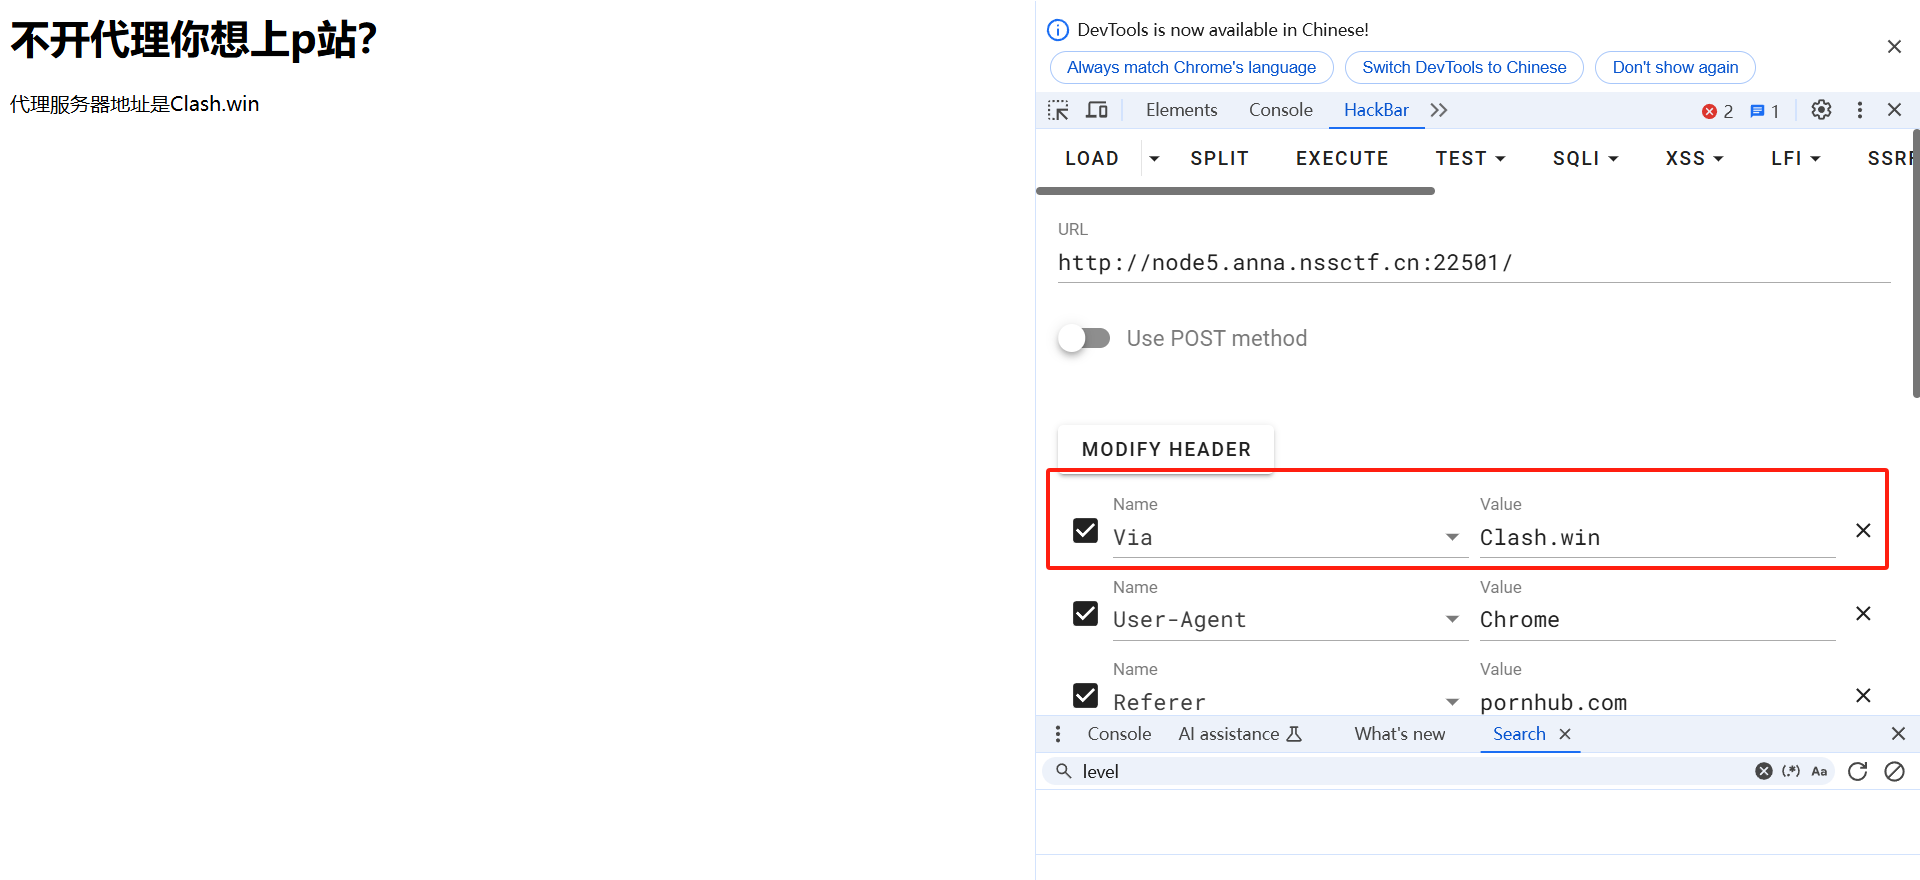 不开代理你想上p站?
代理服务器地址是Clash.win
DevTools is now available in Chinese!
Always match Chrome's language
Switch DevTools to Chinese
Don't show again
Elements
Console
HackBar
2
1
LOAD
SPLIT
EXECUTE
TEST
SQLI
XSS
LFI
URL
http://node5.anna.nssctf.cn:22501/
Use POST method
MODIFY HEADER
Name
Value
Via
Clash.win
Name
Value
User-Agent
Chrome
Name
Value
Referer
pornhub.com
Console
AI assistance
What's new
Search
level
(.*)
Aa